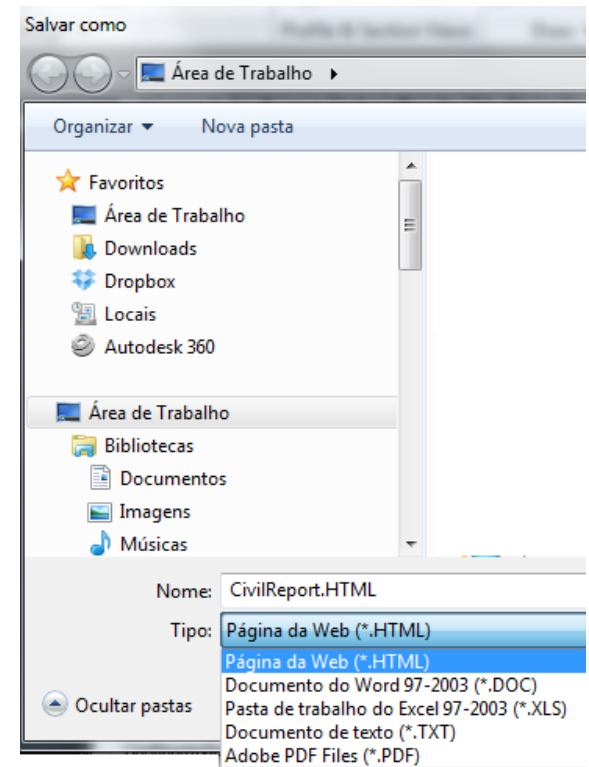 Salvar como
Área de Trabalho
Organizar
Nova pasta
Favoritos
Área de Trabalho
Downloads
Dropbox
Locais
Autodesk 360
Área de Trabalho
Bibliotecas
Documentos
Imagens
Músicas
Nome: CivilReport.HTML
Tipo: Página da Web (*.HTML)
Página da Web (*.HTML)
Documento do Word 97-2003 (*.DOC)
Pasta de trabalho do Excel 97-2003 (*.XLS)
Ocultar pastas
Documento de texto (*.TXT)
Adobe PDF Files (*.PDF)